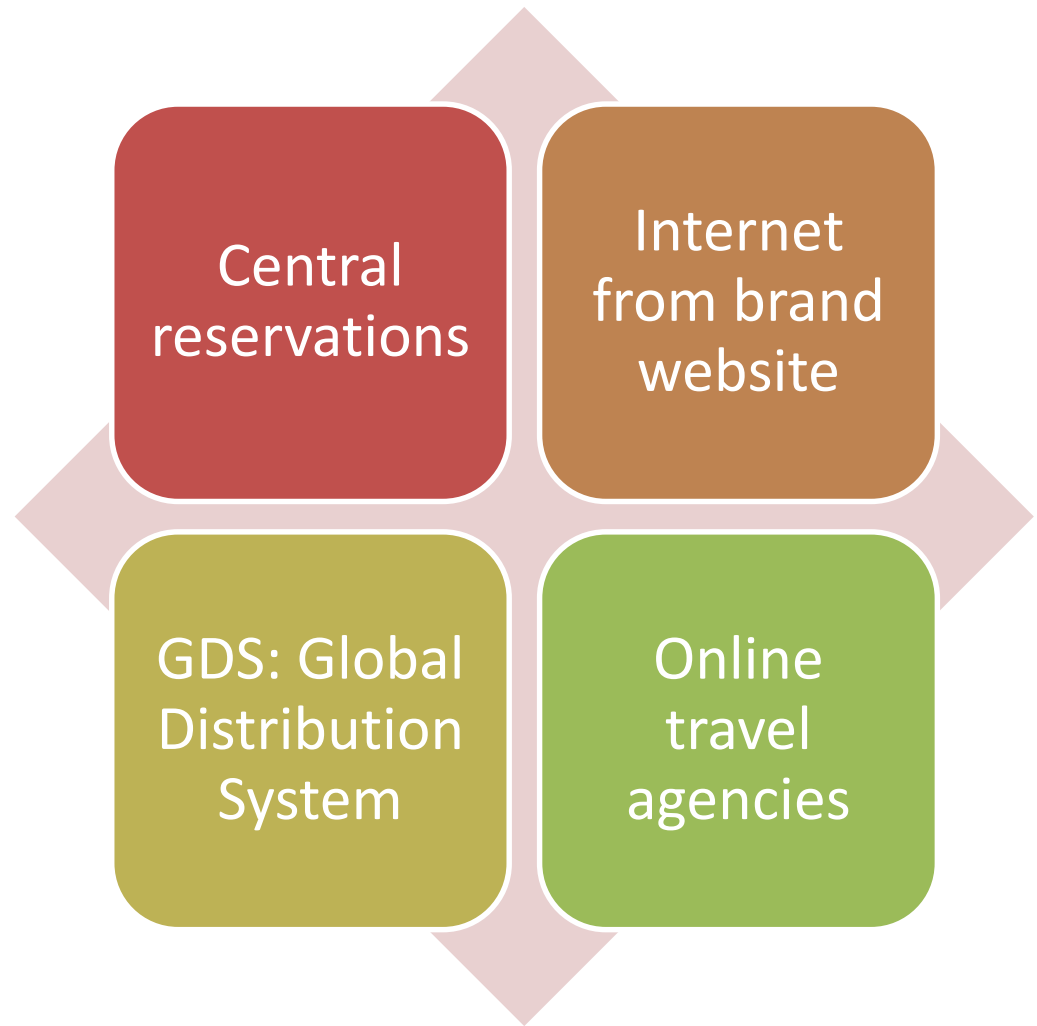 Central
reservations
Internet
from brand
website
GDS: Global
Distribution
System
Online
travel
agencies